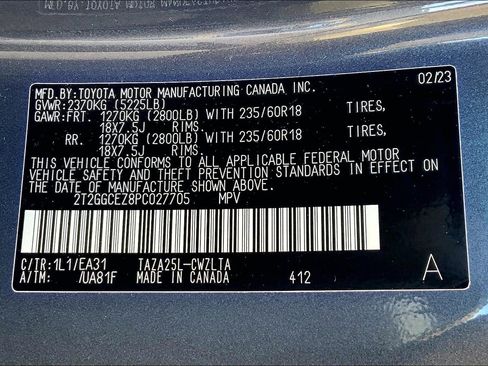 MFD.BY:TOYOTA MOTOR MANUFACTURING CANADA INC. 02/23
GVWR:2370KG (5225LB)
GAWR:FRT. 1270KG (2800LB) WITH 235/60R18 TIRES,
18X7.5J RIMS.
RR. 1270KG (2800LB) WITH 235/60R18 TIRES,
18X7.5J RIMS.
THIS VEHICLE CONFORMS TO ALL APPLICABLE FEDERAL MOTOR
VEHICLE SAFETY AND THEFT PREVENTION STANDARDS IN EFFECT
ON THE DATE OF MANUFACTURE SHOWN ABOVE.
2T2GGCEZ8PC027705 MPV
C/TR:1L1/EA31 TAZA25L-CWZLTA
A/TM: /UA81F MADE IN CANADA 412 A